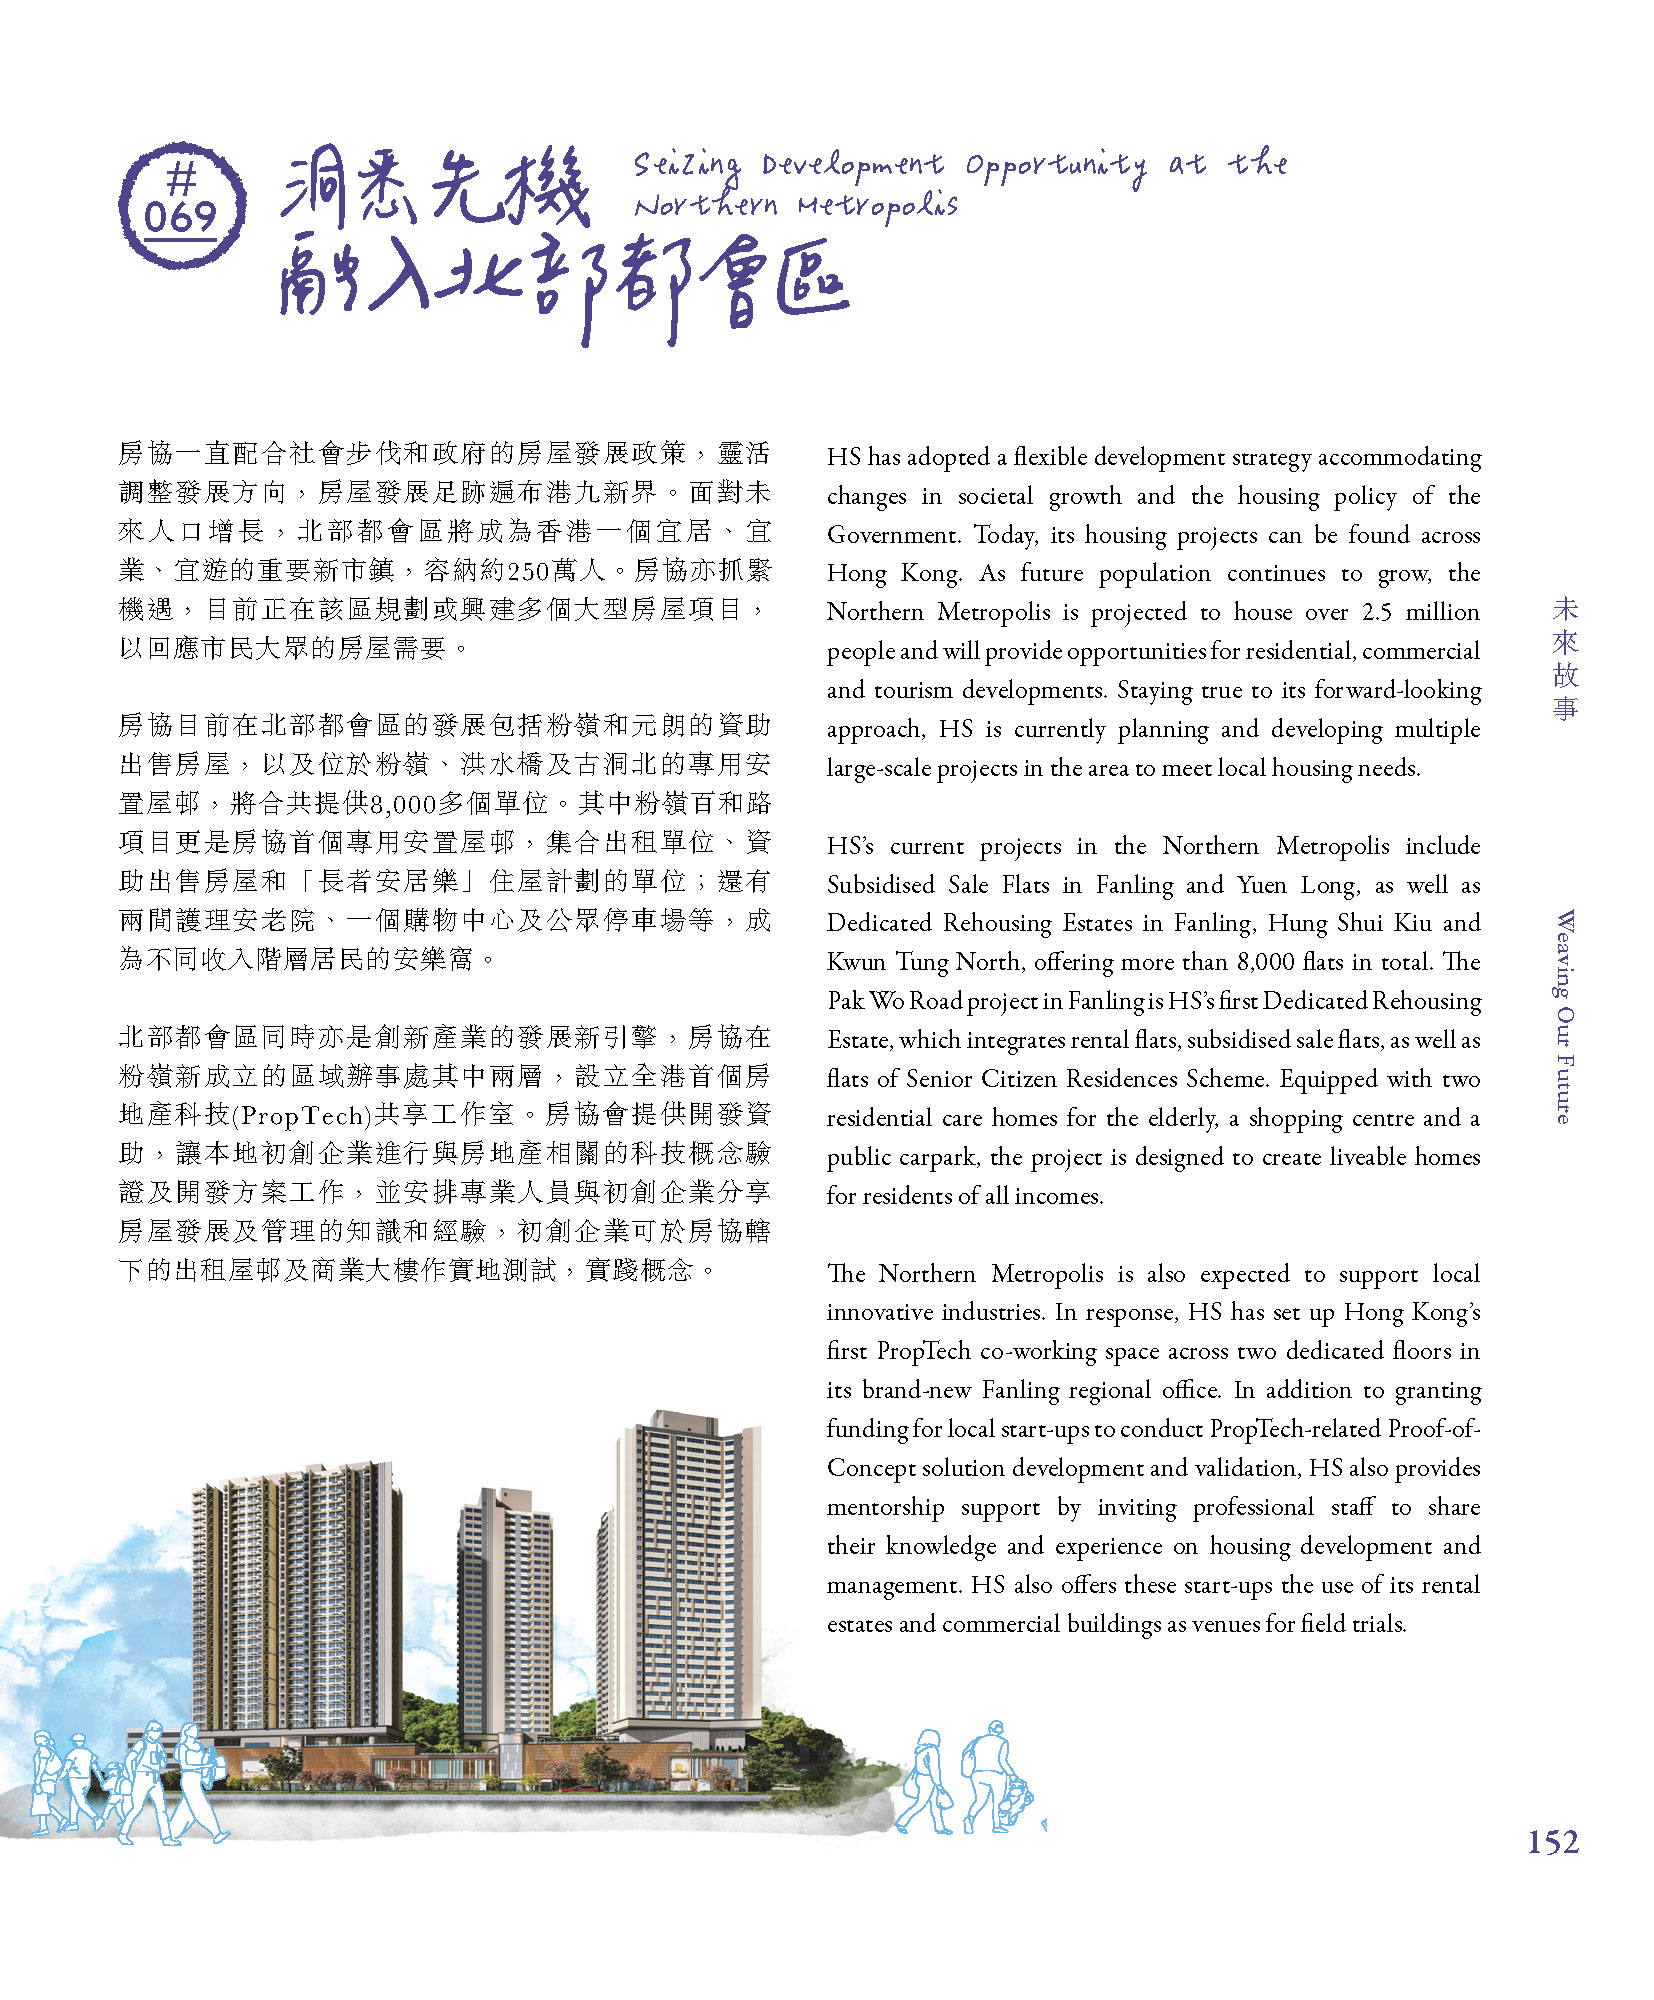 #
069
洞悉先機
融入北部都會區
Seizing Development Opportunity at the
Northern Metropolis
房協一直配合社會步伐和政府的房屋發展政策，靈活
調整發展方向，房屋發展足跡遍布港九新界。面對未
來人口增長，北部都會區將成為香港一個宜居、宜
業、宜遊的重要新市鎮，容納約250萬人。房協亦抓緊
機遇，目前正在該區規劃或興建多個大型房屋項目，
以回應市民大眾的房屋需要。
房協目前在北部都會區的發展包括粉嶺和元朗的資助
出售房屋，以及位於粉嶺、洪水橋及古洞北的專用安
置屋邨，將合共提供8,000多個單位。其中粉嶺百和路
項目更是房協首個專用安置屋邨，集合出租單位、資
助出售房屋和「長者安居樂」住屋計劃的單位；還有
兩間護理安老院、一個購物中心及公眾停車場等，成
為不同收入階層居民的安樂窩。
北部都會區同時亦是創新產業的發展新引擎，房協在
粉嶺新成立的區域辦事處其中兩層，設立全港首個房
地產科技(PropTech)共享工作室。房協會提供開發資
助，讓本地初創企業進行與房地產相關的科技概念驗
證及開發方案工作，並安排專業人員與初創企業分享
房屋發展及管理的知識和經驗，初創企業可於房協轄
下的出租屋邨及商業大樓作實地測試，實踐概念。
HS has adopted a flexible development strategy accommodating
changes in societal growth and the housing policy of the
Government. Today, its housing projects can be found across
Hong Kong. As future population continues to grow, the
Northern Metropolis is projected to house over 2.5 million
people and will provide opportunities for residential, commercial
and tourism developments. Staying true to its forward-looking
approach, HS is currently planning and developing multiple
large-scale projects in the area to meet local housing needs.
HS’s current projects in the Northern Metropolis include
Subsidised Sale Flats in Fanling and Yuen Long, as well as
Dedicated Rehousing Estates in Fanling, Hung Shui Kiu and
Kwun Tung North, offering more than 8,000 flats in total. The
Pak Wo Road project in Fanling is HS’s first Dedicated Rehousing
Estate, which integrates rental flats, subsidised sale flats, as well as
flats of Senior Citizen Residences Scheme. Equipped with two
residential care homes for the elderly, a shopping centre and a
public carpark, the project is designed to create liveable homes
for residents of all incomes.
The Northern Metropolis is also expected to support local
innovative industries. In response, HS has set up Hong Kong’s
first PropTech co-working space across two dedicated floors in
its brand-new Fanling regional office. In addition to granting
funding for local start-ups to conduct PropTech-related Proof-of-
Concept solution development and validation, HS also provides
mentorship support by inviting professional staff to share
their knowledge and experience on housing development and
management. HS also offers these start-ups the use of its rental
estates and commercial buildings as venues for field trials.
未來故事
Weaving Our Future
152